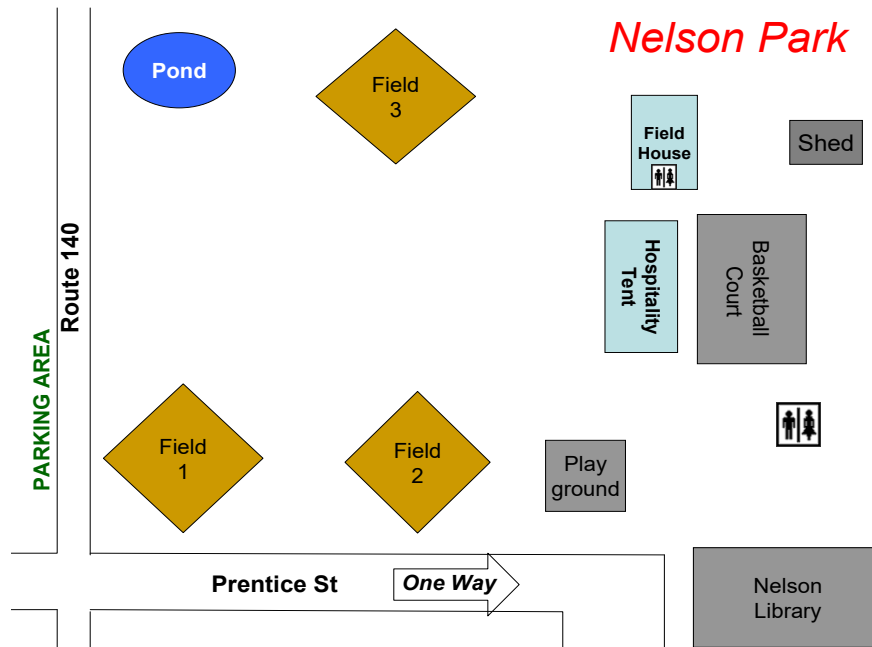 Nelson Park
Pond
Field
3
Field
House
Shed
Route 140
Hospitality
Tent
Basketball
Court
PARKING AREA
Field
1
Field
2
Play
ground
Prentice St
One Way
Nelson
Library